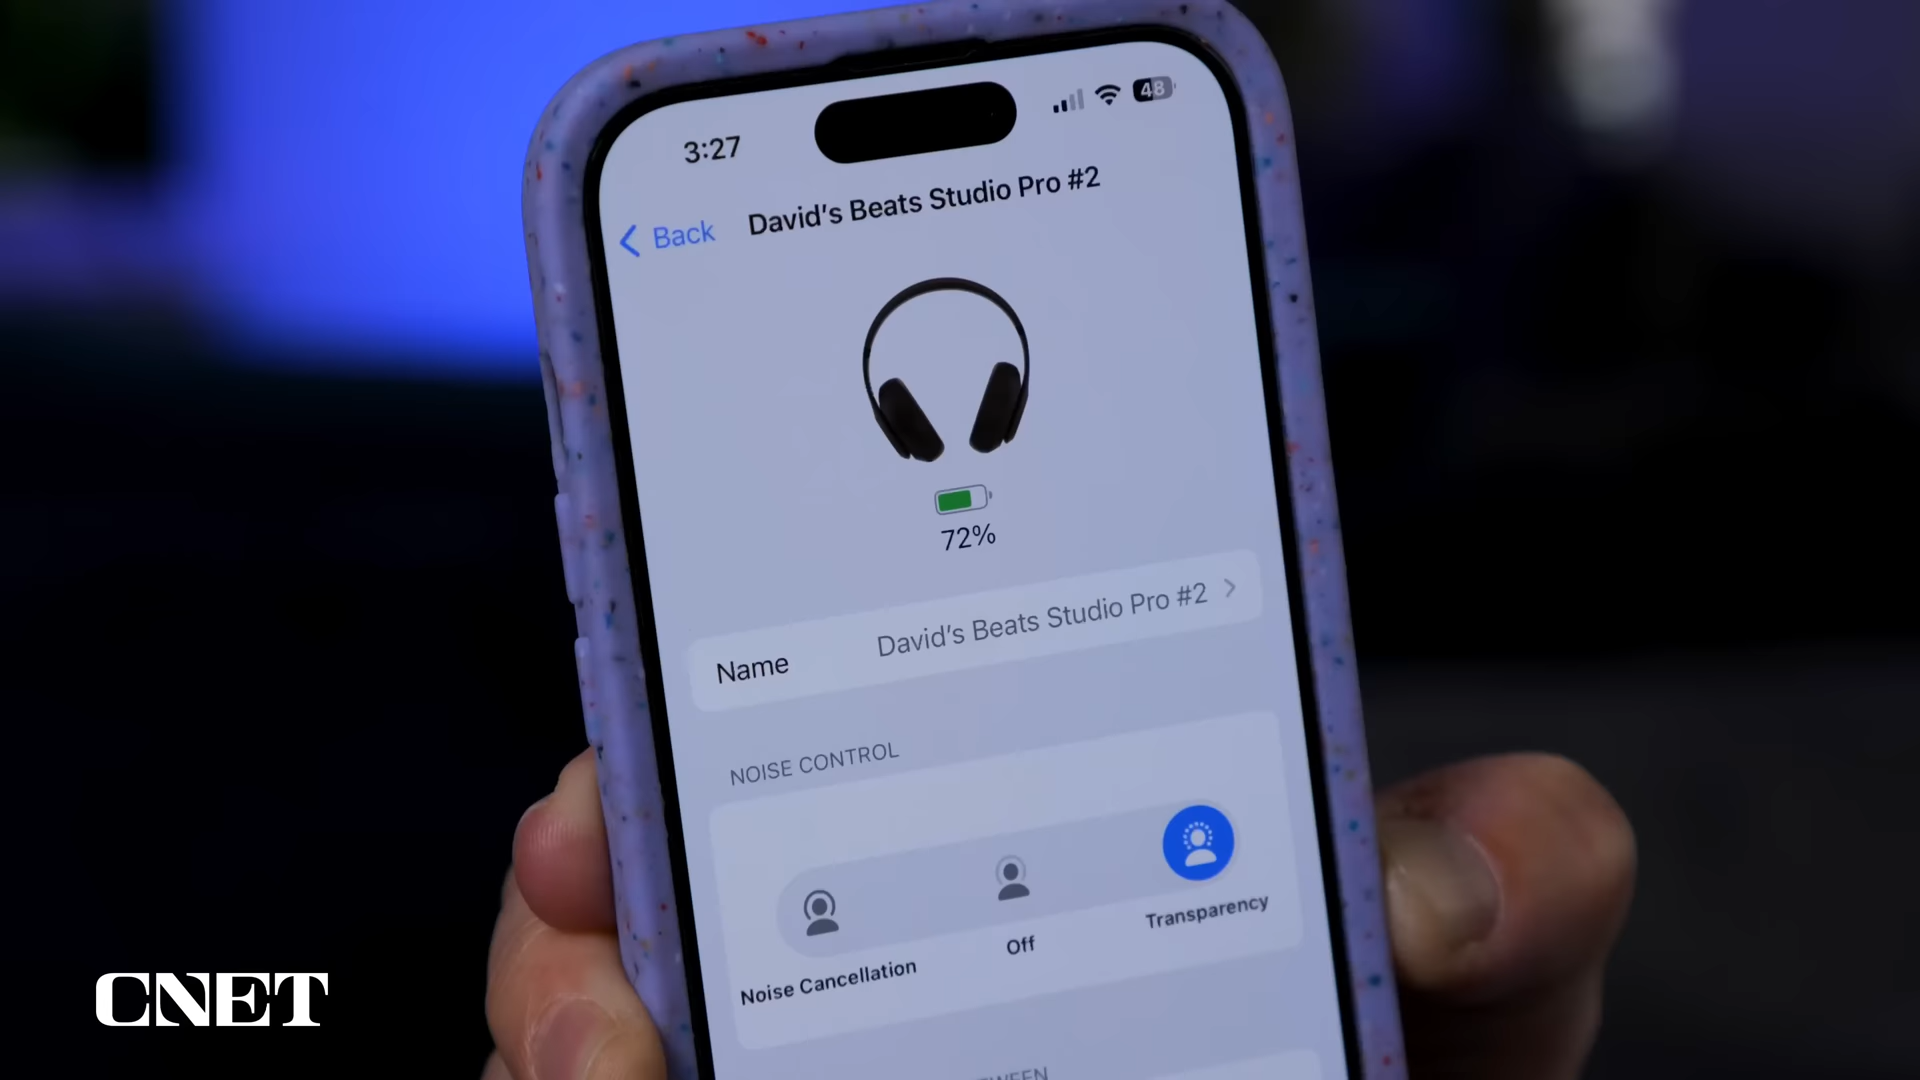 3:27
48
Back
David's Beats Studio Pro #2
72%
Name
David's Beats Studio Pro #2
NOISE CONTROL
Noise Cancellation
Off
Transparency
CNET